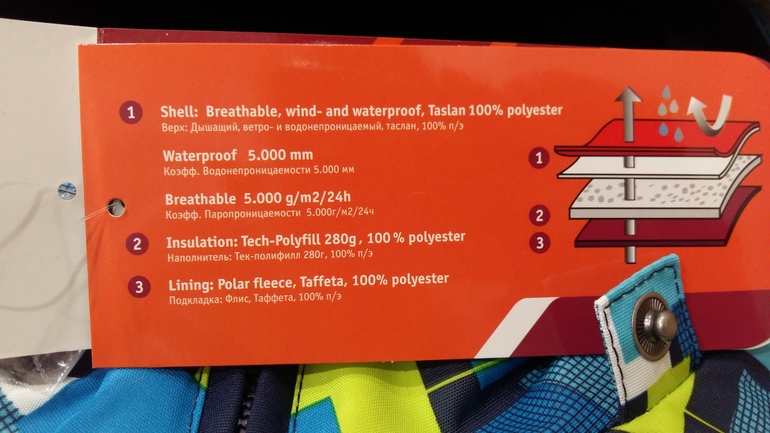 1 Shell: Breathable, wind- and waterproof, Taslan 100% polyester
Верх: Дышащий, ветро- и водонепроницаемый, таслан, 100% п/э
Waterproof 5.000 mm
Коэфф. Водонепроницаемости 5.000 мм
Breathable 5.000 g/m2/24h
Коэфф. Паропроницаемости 5.000г/м2/24ч
2 Insulation: Tech-Polyfill 280g, 100% polyester
Наполнитель: Тек-полифилл 280г, 100% п/э
3 Lining: Polar fleece, Taffeta, 100% polyester
Подкладка: Флис, Таффета, 100% п/э
1
2
3